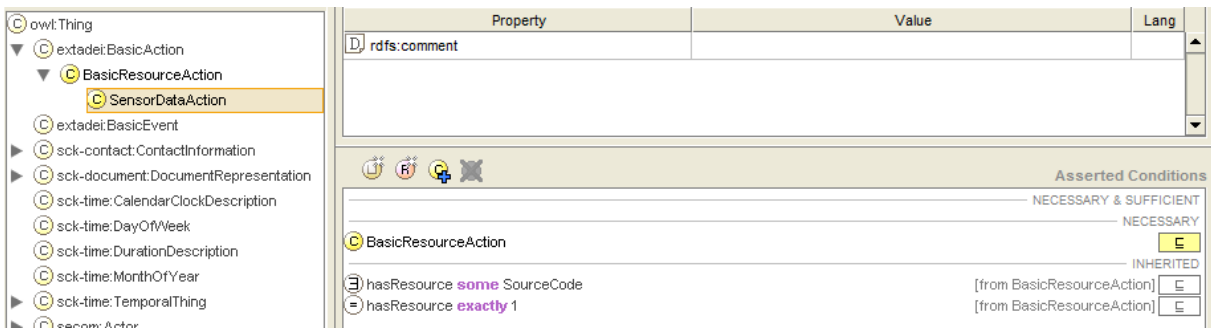 owl:Thing
extadei:BasicAction
BasicResourceAction
SensorDataAction
extadei:BasicEvent
sck-contact:ContactInformation
sck-document:DocumentRepresentation
sck-time:CalendarClockDescription
sck-time:DayOfWeek
sck-time:DurationDescription
sck-time:MonthOfYear
sck-time:TemporalThing
secom:Actor
Property Value Lang
rdfs:comment
Asserted Conditions
NECESSARY & SUFFICIENT
NECESSARY
BasicResourceAction ⊑
INHERITED
hasResource some SourceCode [from BasicResourceAction] ⊑
hasResource exactly 1 [from BasicResourceAction] ⊑